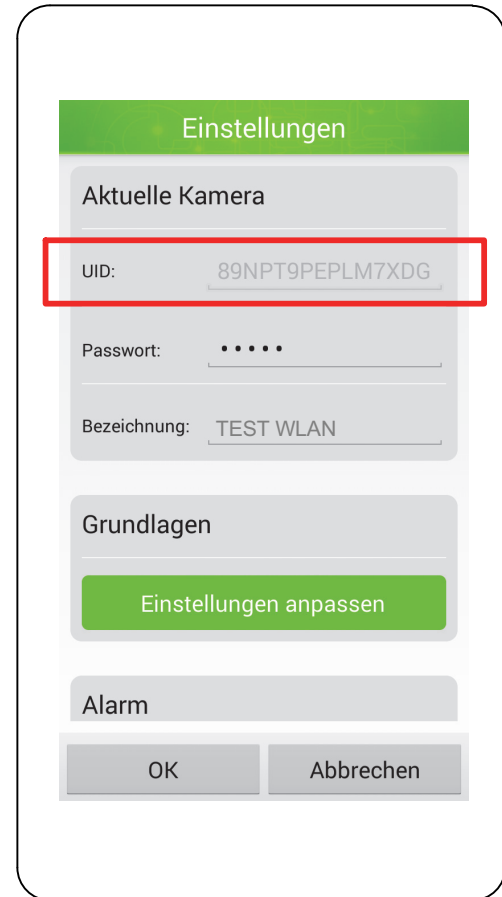 Einstellungen
Aktuelle Kamera
UID: 89NPT9PEPLM7XDG
Passwort: •••••
Bezeichnung: TEST WLAN
Grundlagen
Einstellungen anpassen
Alarm
OK Abbrechen